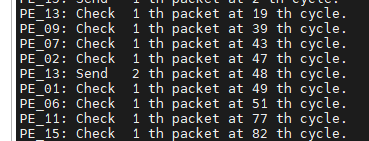 PE_13: Send   1 th packet at 2 th cycle.
PE_13: Check  1 th packet at 19 th cycle.
PE_09: Check  1 th packet at 39 th cycle.
PE_07: Check  1 th packet at 43 th cycle.
PE_02: Check  1 th packet at 47 th cycle.
PE_13: Send   2 th packet at 48 th cycle.
PE_01: Check  1 th packet at 49 th cycle.
PE_06: Check  1 th packet at 51 th cycle.
PE_11: Check  1 th packet at 77 th cycle.
PE_15: Check  1 th packet at 82 th cycle.